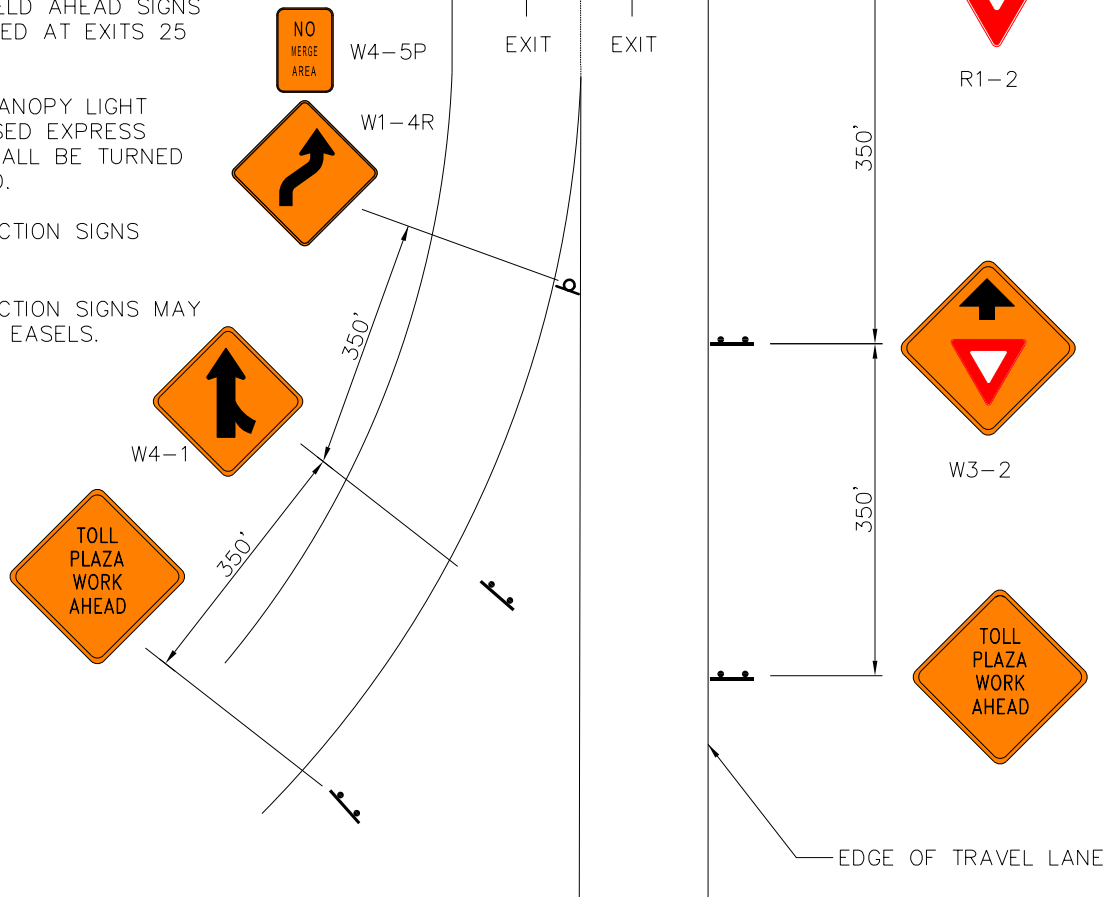 ELD AHEAD SIGNS
ED AT EXITS 25
ANOPY LIGHT
SED EXPRESS
ALL BE TURNED
CTION SIGNS
CTION SIGNS MAY
EASELS.
NO
MERGE
AREA
W4-5P
W1-4R
EXIT
EXIT
R1-2
350'
350'
W4-1
350'
TOLL
PLAZA
WORK
AHEAD
W3-2
350'
TOLL
PLAZA
WORK
AHEAD
EDGE OF TRAVEL LANE